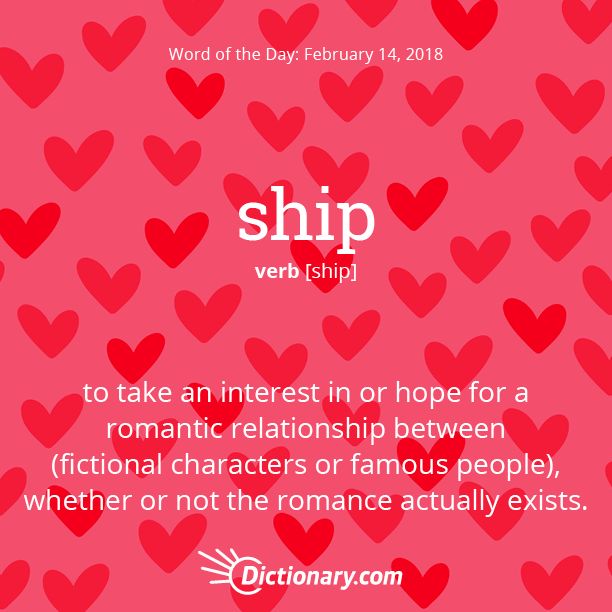 Word of the Day: February 14, 2018
ship
verb [ship]
to take an interest in or hope for a
romantic relationship between
(fictional characters or famous people),
whether or not the romance actually exists.
Dictionary.com